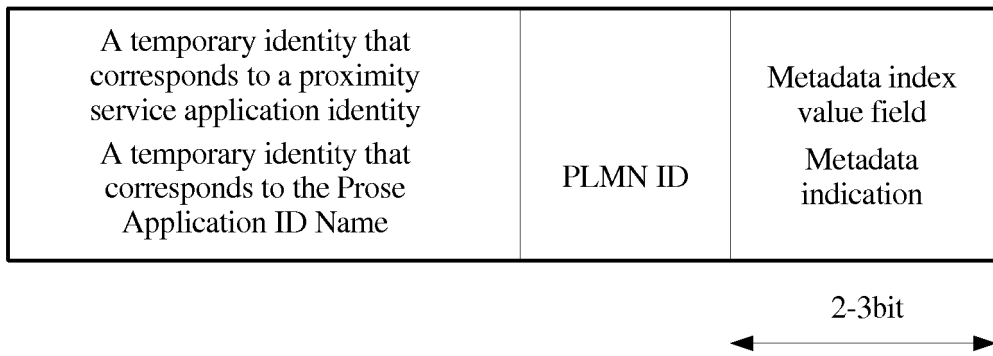 A temporary identity that
corresponds to a proximity
service application identity
A temporary identity that
corresponds to the Prose
Application ID Name
PLMN ID
Metadata index
value field
Metadata
indication
2-3bit